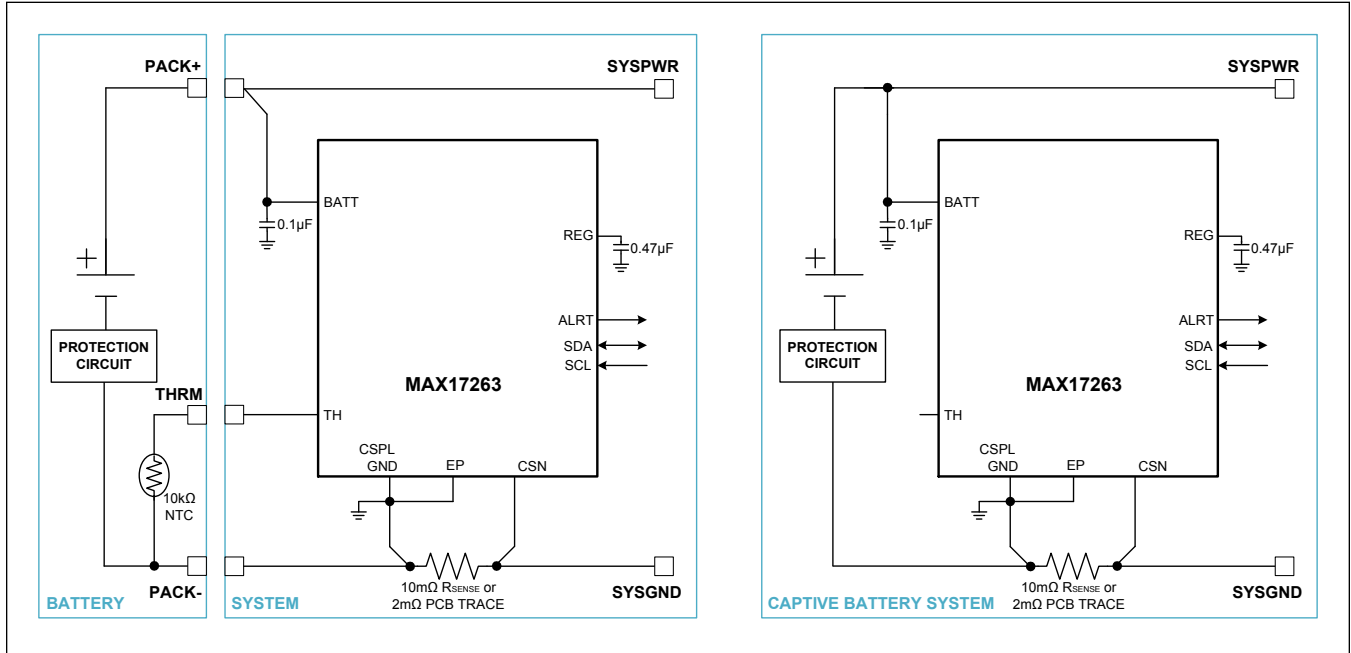 PACK+
SYSPWR
BATT
0.1µF
REG
0.47µF
+
ALRT
SDA
SCL
PROTECTION
CIRCUIT
MAX17263
THRM
TH
CSPL
GND
EP
CSN
10kΩ
NTC
PACK-
10mΩ RSENSE or
2mΩ PCB TRACE
SYSGND
BATTERY
SYSTEM
SYSPWR
BATT
0.1µF
REG
0.47µF
+
ALRT
SDA
SCL
PROTECTION
CIRCUIT
MAX17263
TH
CSPL
GND
EP
CSN
10mΩ RSENSE or
2mΩ PCB TRACE
SYSGND
CAPTIVE BATTERY SYSTEM